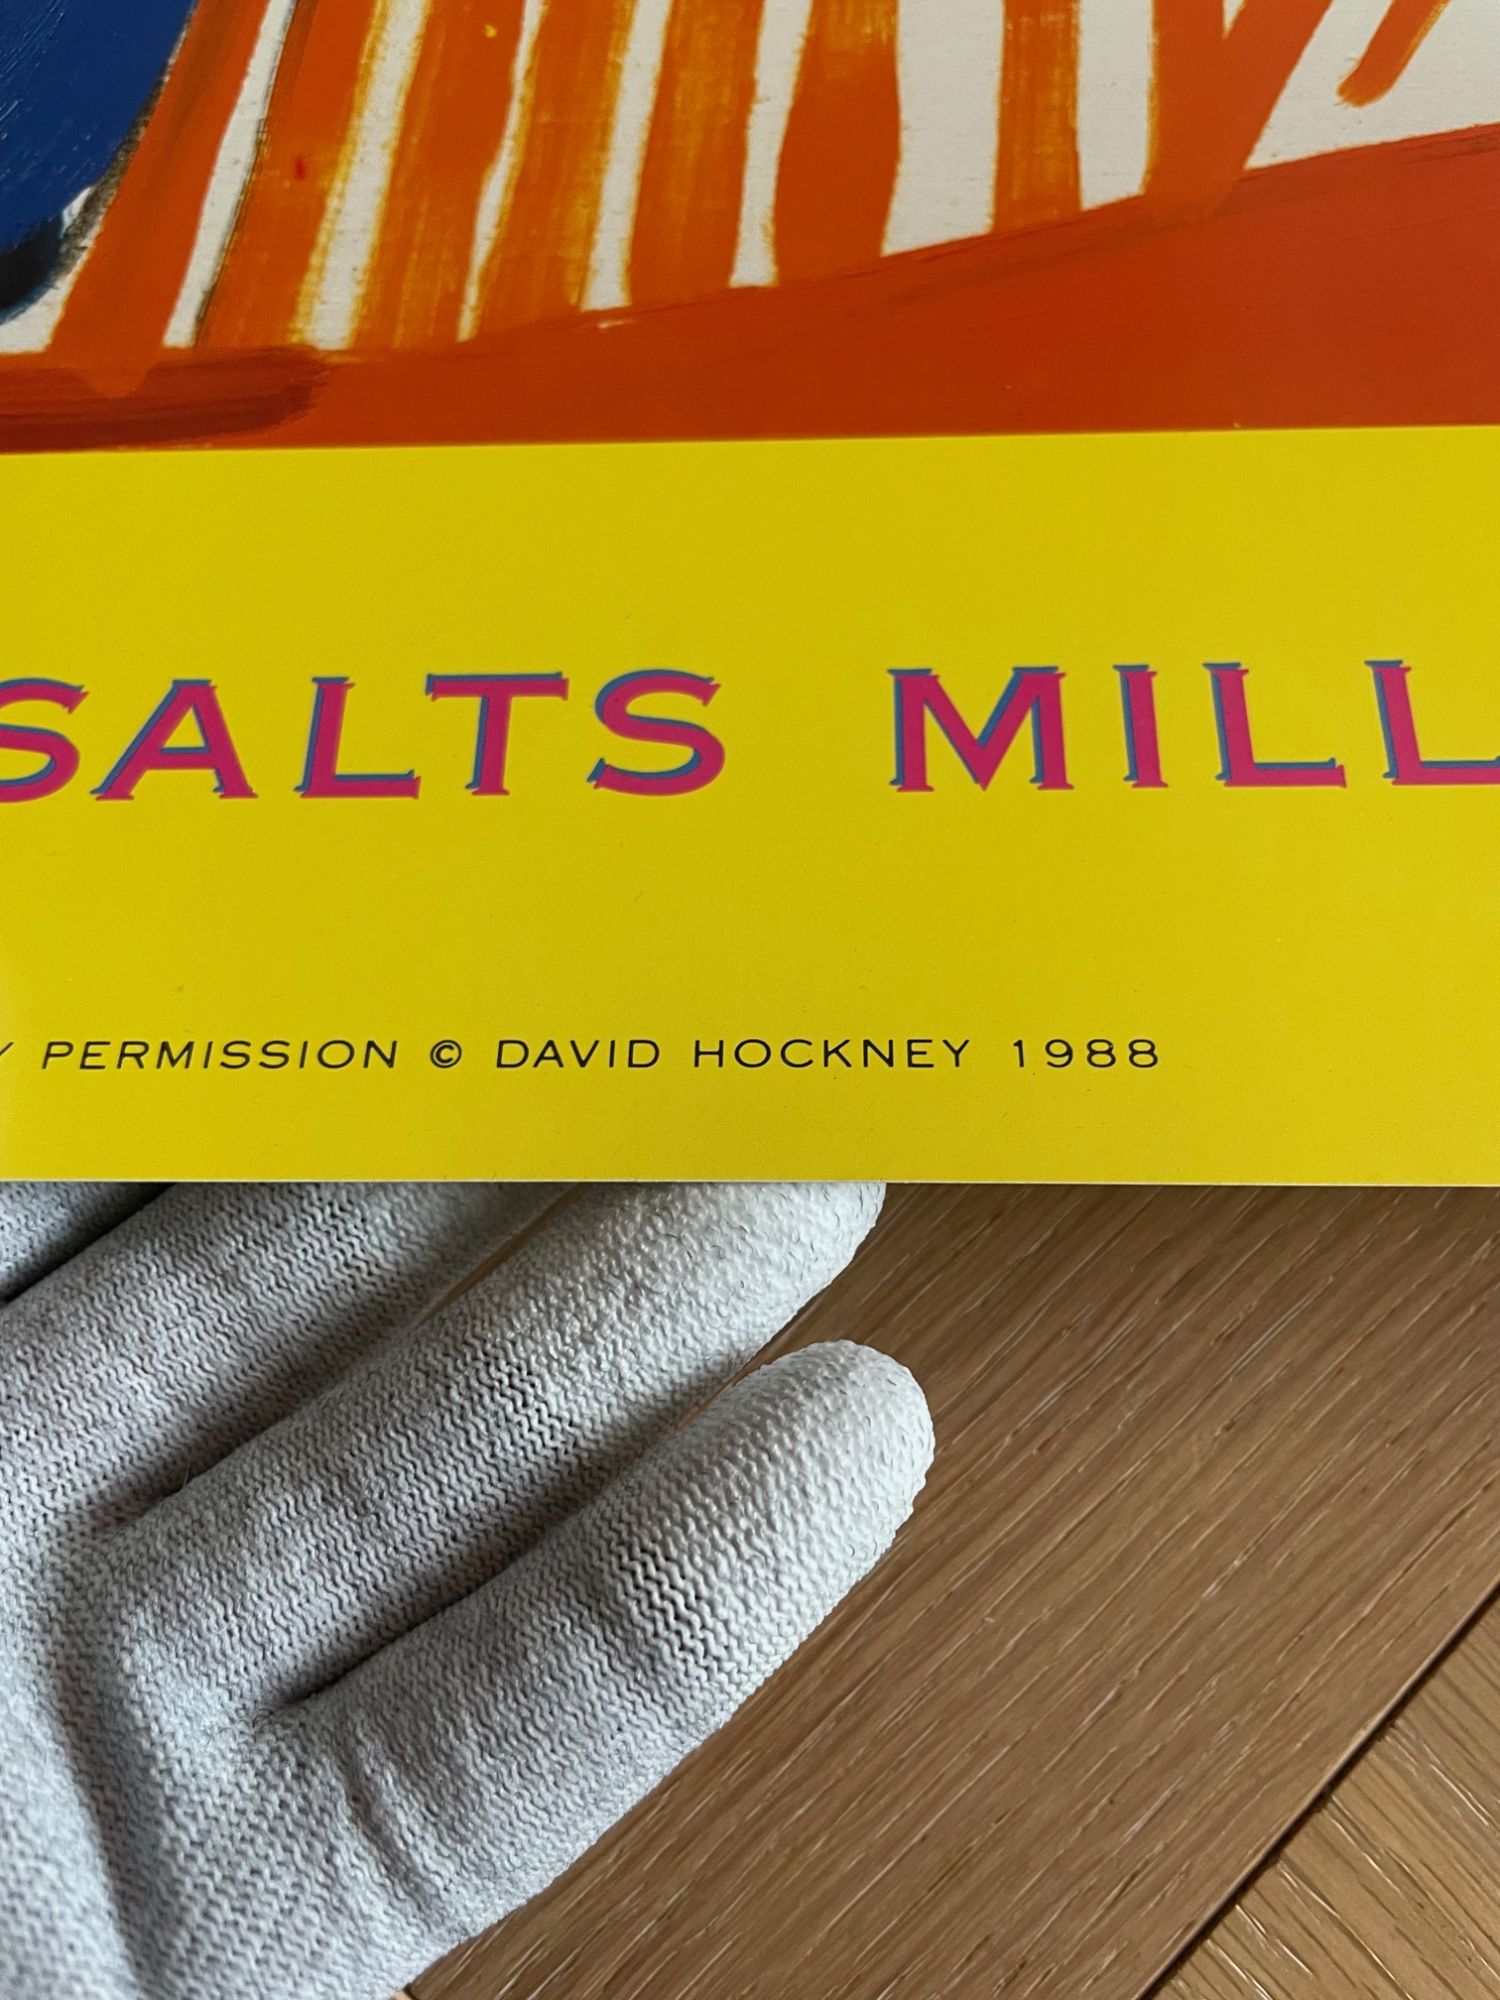 SALTS MILL
PERMISSION © DAVID HOCKNEY 1988